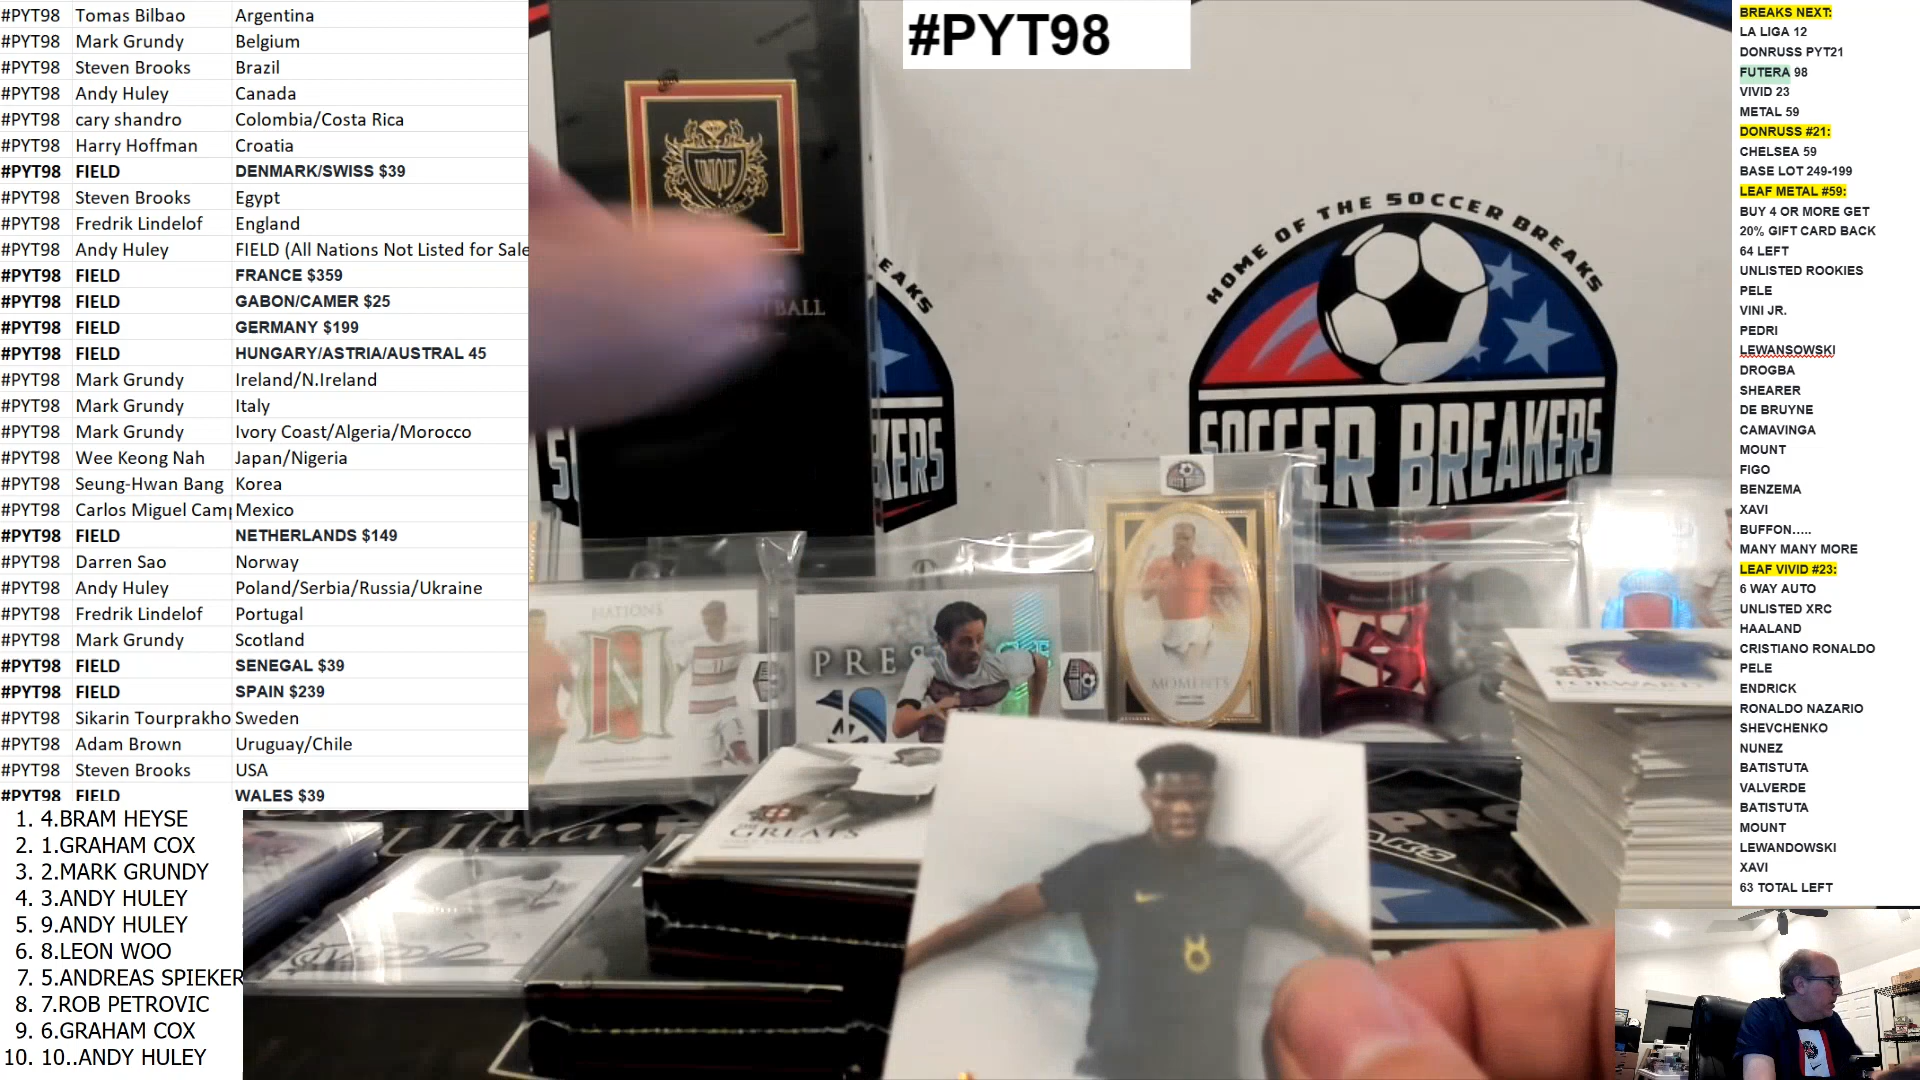 #PYT98 Tomas Bilbao Argentina
#PYT98 Mark Grundy Belgium
#PYT98 Steven Brooks Brazil
#PYT98 Andy Huley Canada
#PYT98 cary shandro Colombia/Costa Rica
#PYT98 Harry Hoffman Croatia
#PYT98 FIELD DENMARK/SWISS $39
#PYT98 Steven Brooks Egypt
#PYT98 Fredrik Lindelof England
#PYT98 Andy Huley FIELD (All Nations Not Listed for Sale
#PYT98 FIELD FRANCE $359
#PYT98 FIELD GABON/CAMER $25
#PYT98 FIELD GERMANY $199
#PYT98 FIELD HUNGARY/ASTRIA/AUSTRAL 45
#PYT98 Mark Grundy Ireland/N.Ireland
#PYT98 Mark Grundy Italy
#PYT98 Mark Grundy Ivory Coast/Algeria/Morocco
#PYT98 Wee Keong Nah Japan/Nigeria
#PYT98 Seung-Hwan Bang Korea
#PYT98 Carlos Miguel Camp Mexico
#PYT98 FIELD NETHERLANDS $149
#PYT98 Darren Sao Norway
#PYT98 Andy Huley Poland/Serbia/Russia/Ukraine
#PYT98 Fredrik Lindelof Portugal
#PYT98 Mark Grundy Scotland
#PYT98 FIELD SENEGAL $39
#PYT98 FIELD SPAIN $239
#PYT98 Sikarin Tourprakho Sweden
#PYT98 Adam Brown Uruguay/Chile
#PYT98 Steven Brooks USA
#PYT98 FIELD WALES $39
1. 4.BRAM HEYSE
2. 1.GRAHAM COX
3. 2.MARK GRUNDY
4. 3.ANDY HULEY
5. 9.ANDY HULEY
6. 8.LEON WOO
7. 5.ANDREAS SPIEKER
8. 7.ROB PETROVIC
9. 6.GRAHAM COX
10. 10..ANDY HULEY
#PYT98
UNIQUE
TBALL
EAKS
KERS
HOME OF THE SOCCER BREAKS
SOCCER BREAKERS
NATIONS
PRES
MOMENTS
FORWARD
GREATS
BREAKS NEXT:
LA LIGA 12
DONRUSS PYT21
FUTERA 98
VIVID 23
METAL 59
DONRUSS #21:
CHELSEA 59
BASE LOT 249-199
LEAF METAL #59:
BUY 4 OR MORE GET
20% GIFT CARD BACK
64 LEFT
UNLISTED ROOKIES
PELE
VINI JR.
PEDRI
LEWANSOWSKI
DROGBA
SHEARER
DE BRUYNE
CAMAVINGA
MOUNT
FIGO
BENZEMA
XAVI
BUFFON.....
MANY MANY MORE
LEAF VIVID #23:
6 WAY AUTO
UNLISTED XRC
HAALAND
CRISTIANO RONALDO
PELE
ENDRICK
RONALDO NAZARIO
SHEVCHENKO
NUNEZ
BATISTUTA
VALVERDE
BATISTUTA
MOUNT
LEWANDOWSKI
XAVI
63 TOTAL LEFT